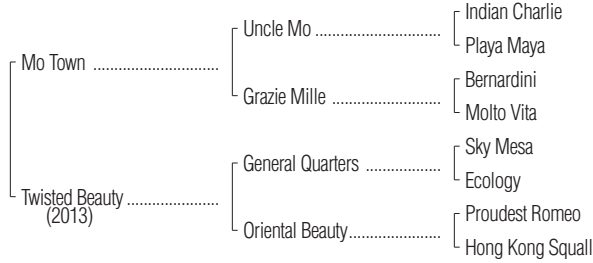 Indian Charlie
Uncle Mo
Playa Maya
Mo Town
Bernardini
Grazie Mille
Molto Vita
Sky Mesa
General Quarters
Ecology
Twisted Beauty
(2013)
Proudest Romeo
Oriental Beauty
Hong Kong Squall